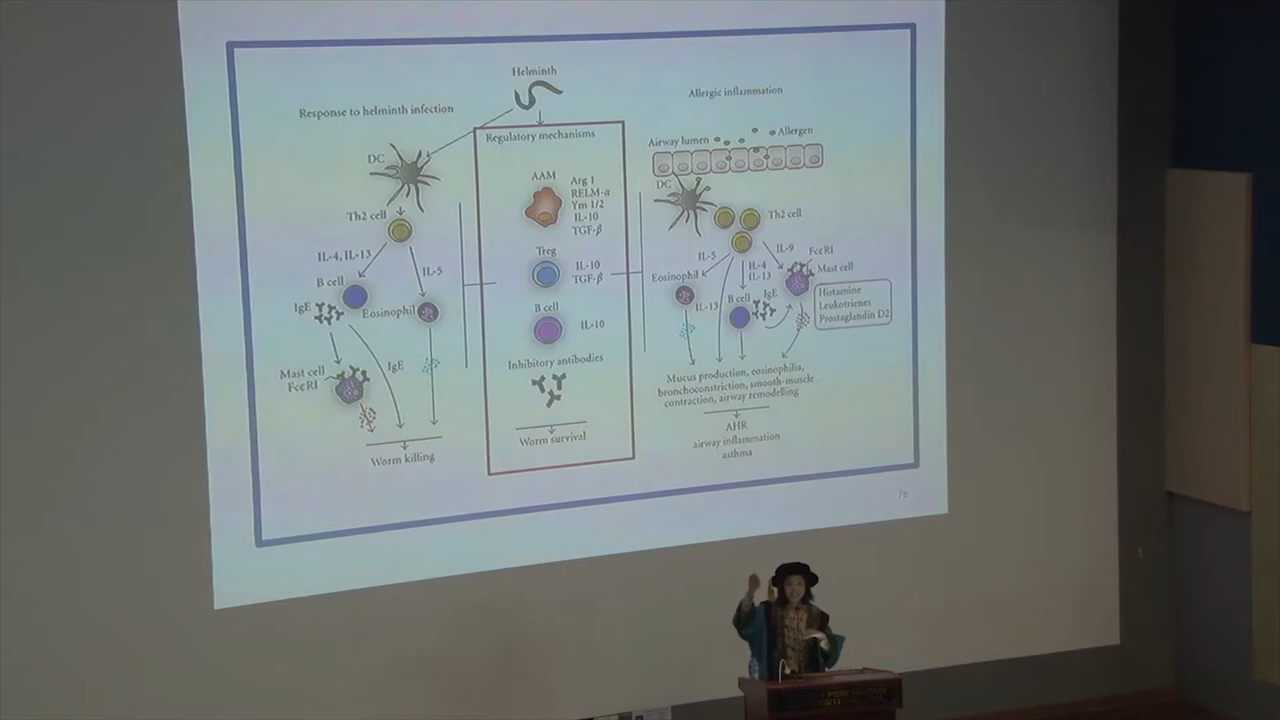 Helminth
Response to helminth infection
DC
Th2 cell
IL-4, IL-13
IL-5
B cell
IgE
Eosinophil
Mast cell
FcεRI
IgE
Worm killing
Regulatory mechanisms
AAM
Arg 1
RELM-α
Ym 1/2
IL-10
TGF-β
Treg
IL-10
TGF-β
B cell
IL-10
Inhibitory antibodies
Worm survival
Allergic inflammation
Airway lumen
Allergen
DC
Th2 cell
IL-5
IL-4
IL-13
IL-9
FcεRI
Mast cell
Eosinophil
IL-13
B cell
IgE
Histamine
Leukotrienes
Prostaglandin D2
Mucus production, eosinophilia,
bronchoconstriction, smooth-muscle
contraction, airway remodelling
AHR
airway inflammation
asthma
76